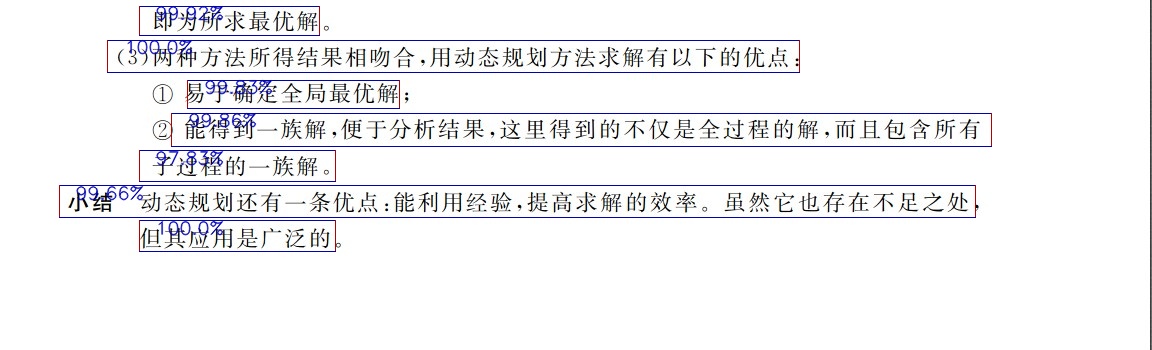 99.92%
即为所求最优解。
100.0%
(3)两种方法所得结果相吻合,用动态规划方法求解有以下的优点:
99.83%
① 易于确定全局最优解;
99.86%
② 能得到一族解,便于分析结果,这里得到的不仅是全过程的解,而且包含所有
97.83%
子过程的一族解。
99.66%
小结 动态规划还有一条优点:能利用经验,提高求解的效率。虽然它也存在不足之处,
100.0%
但其应用是广泛的。